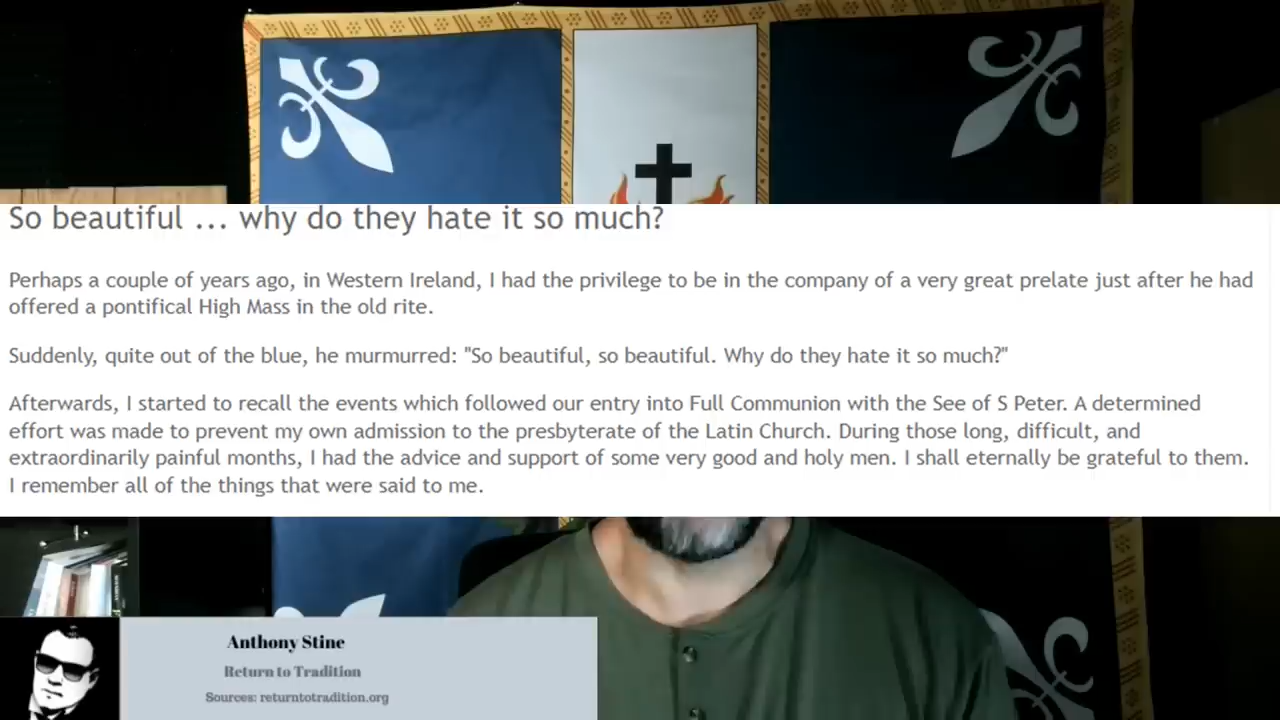 So beautiful ... why do they hate it so much?
Perhaps a couple of years ago, in Western Ireland, I had the privilege to be in the company of a very great prelate just after he had
offered a pontifical High Mass in the old rite.
Suddenly, quite out of the blue, he murmurred: "So beautiful, so beautiful. Why do they hate it so much?"
Afterwards, I started to recall the events which followed our entry into Full Communion with the See of S Peter. A determined
effort was made to prevent my own admission to the presbyterate of the Latin Church. During those long, difficult, and
extraordinarily painful months, I had the advice and support of some very good and holy men. I shall eternally be grateful to them.
I remember all of the things that were said to me.
Anthony Stine
Return to Tradition
Sources: returntotradition.org